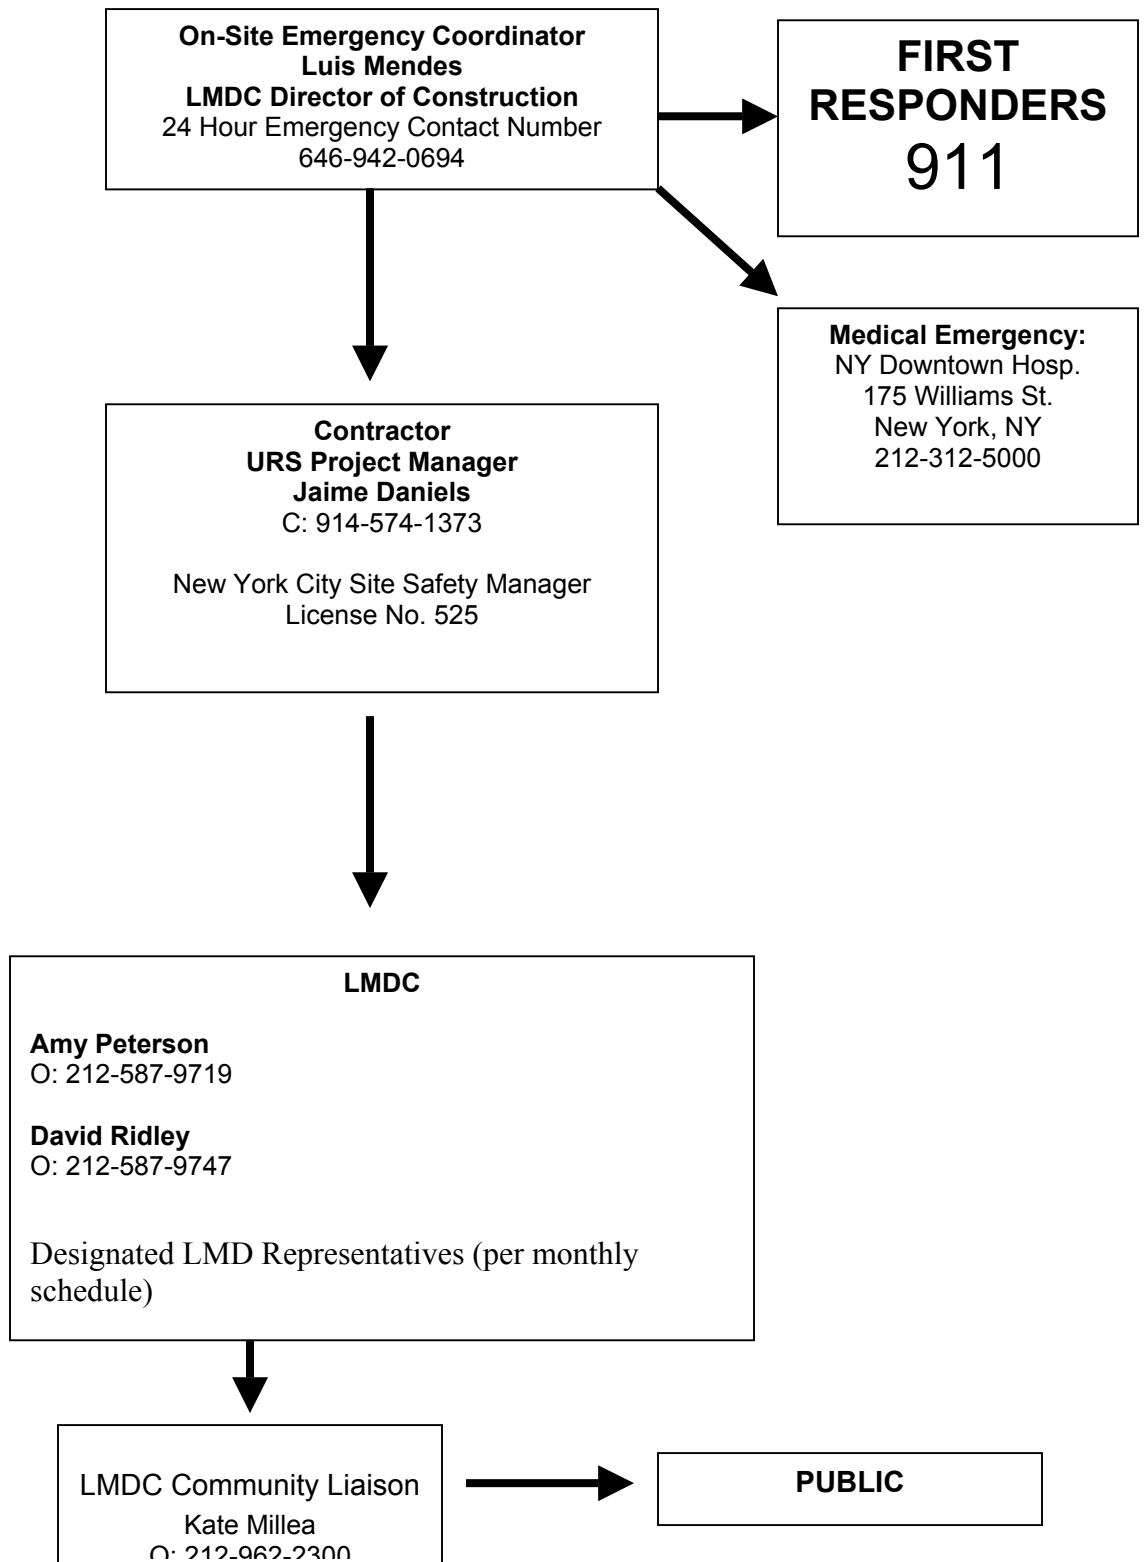 On-Site Emergency Coordinator
Luis Mendes
LMDC Director of Construction
24 Hour Emergency Contact Number
646-942-0694
FIRST
RESPONDERS
911
Medical Emergency:
NY Downtown Hosp.
175 Williams St.
New York, NY
212-312-5000
Contractor
URS Project Manager
Jaime Daniels
C: 914-574-1373
New York City Site Safety Manager
License No. 525
LMDC
Amy Peterson
O: 212-587-9719
David Ridley
O: 212-587-9747
Designated LMD Representatives (per monthly
schedule)
LMDC Community Liaison
Kate Millea
O: 212-962-2300
PUBLIC